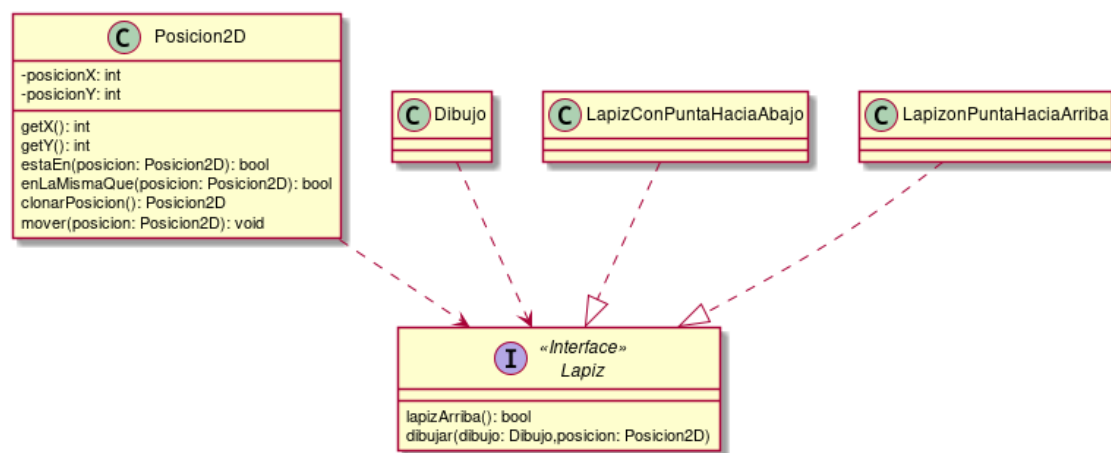 C Posicion2D
-posicionX: int
-posicionY: int
getX(): int
getY(): int
estaEn(posicion: Posicion2D): bool
enLaMismaQue(posicion: Posicion2D): bool
clonarPosicion(): Posicion2D
mover(posicion: Posicion2D): void
C Dibujo
C LapizConPuntaHaciaAbajo
C LapizonPuntaHaciaArriba
I «Interface»
Lapiz
lapizArriba(): bool
dibujar(dibujo: Dibujo,posicion: Posicion2D)